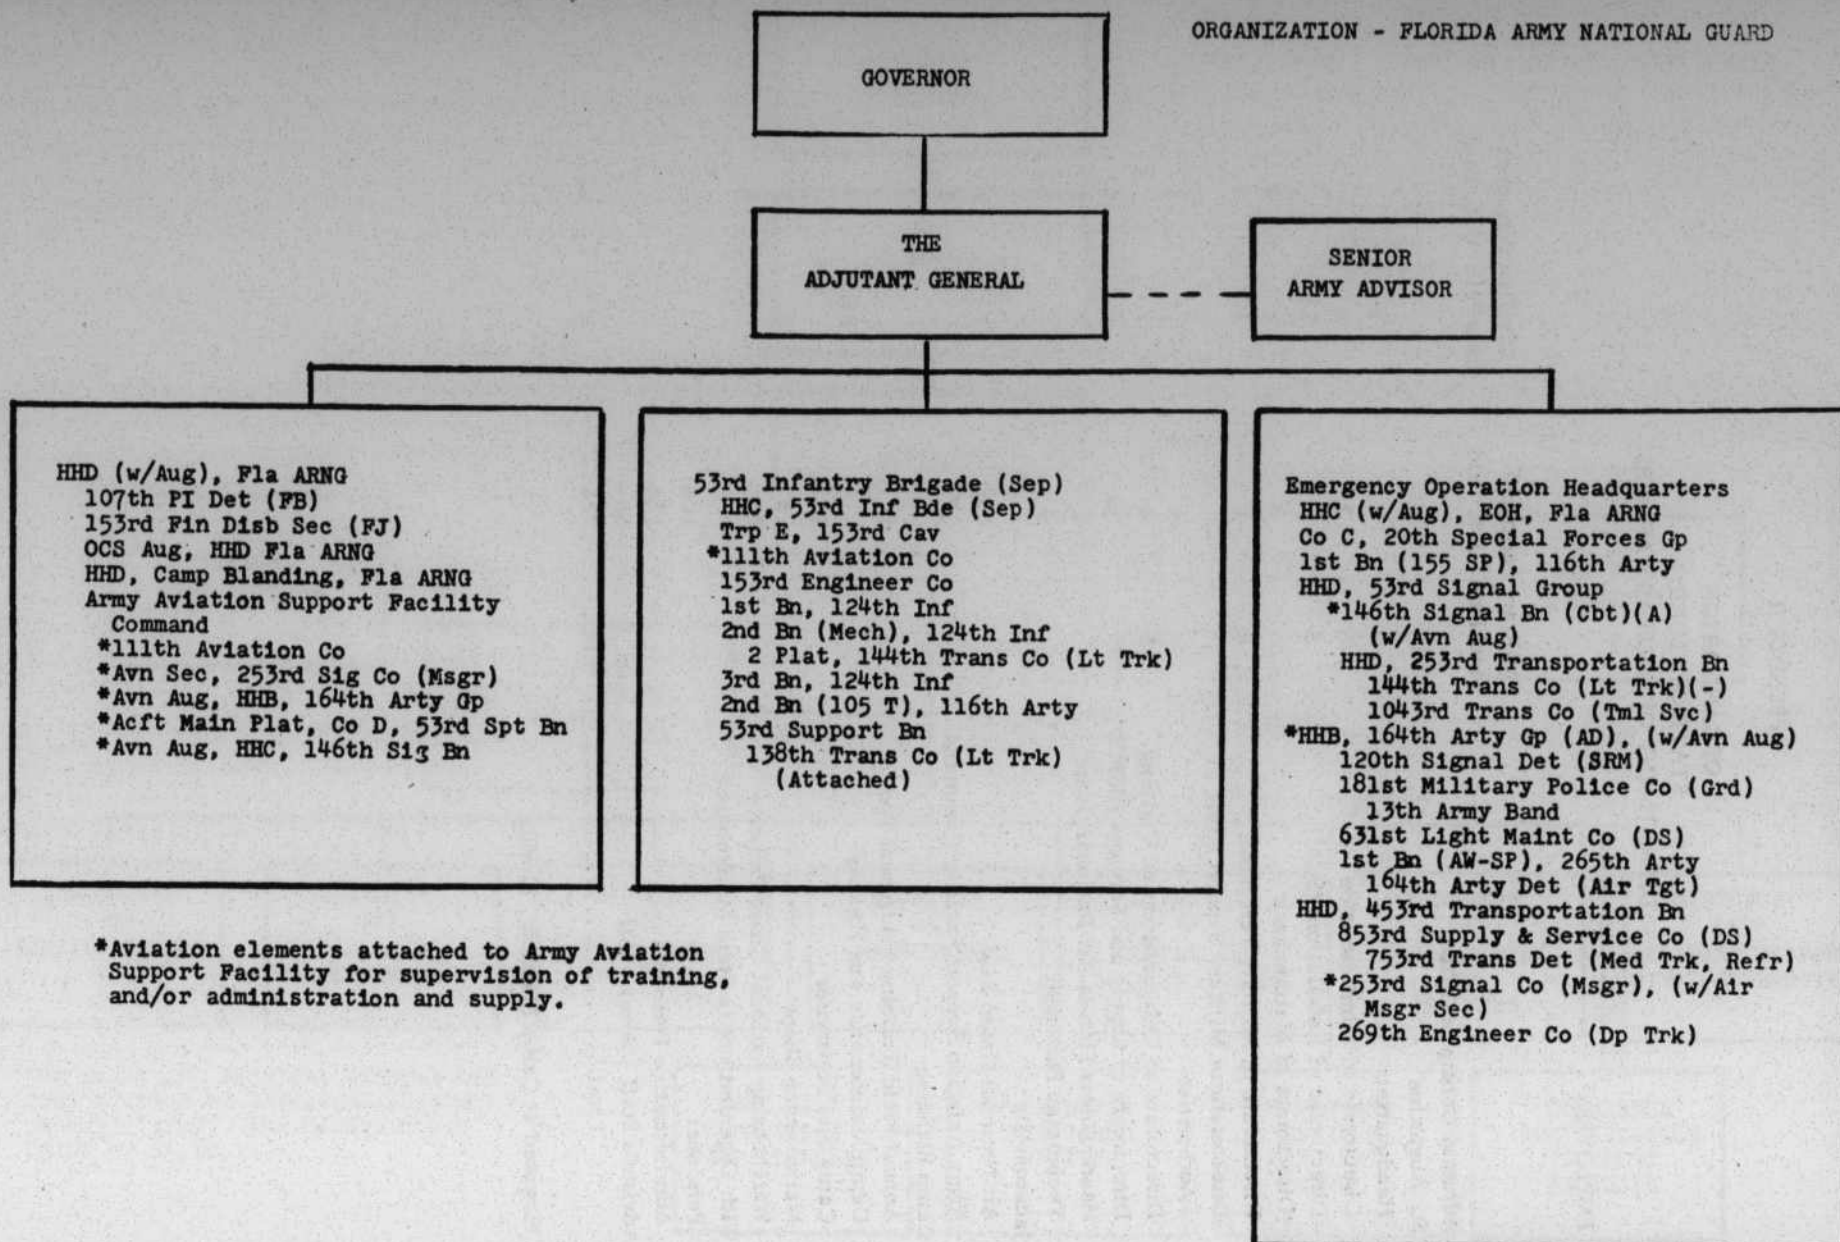 ORGANIZATION - FLORIDA ARMY NATIONAL GUARD
GOVERNOR
THE
ADJUTANT GENERAL
SENIOR
ARMY ADVISOR
HHD (w/Aug), Fla ARNG
107th PI Det (FB)
153rd Fin Disb Sec (FJ)
OCS Aug, HHD Fla ARNG
HHD, Camp Blanding, Fla ARNG
Army Aviation Support Facility
Command
*111th Aviation Co
*Avn Sec, 253rd Sig Co (Msgr)
*Avn Aug, HHB, 164th Arty Gp
*Acft Main Plat, Co D, 53rd Spt Bn
*Avn Aug, HHC, 146th Sig Bn
53rd Infantry Brigade (Sep)
HHC, 53rd Inf Bde (Sep)
Trp E, 153rd Cav
*111th Aviation Co
153rd Engineer Co
1st Bn, 124th Inf
2nd Bn (Mech), 124th Inf
2 Plat, 144th Trans Co (Lt Trk)
3rd Bn, 124th Inf
2nd Bn (105 T), 116th Arty
53rd Support Bn
138th Trans Co (Lt Trk)
(Attached)
Emergency Operation Headquarters
HHC (w/Aug), EOH, Fla ARNG
Co C, 20th Special Forces Gp
1st Bn (155 SP), 116th Arty
HHD, 53rd Signal Group
*146th Signal Bn (Cbt)(A)
(w/Avn Aug)
HHD, 253rd Transportation Bn
144th Trans Co (Lt Trk)(-)
1043rd Trans Co (Tml Svc)
*HHB, 164th Arty Gp (AD), (w/Avn Aug)
120th Signal Det (SRM)
181st Military Police Co (Grd)
13th Army Band
631st Light Maint Co (DS)
1st Bn (AW-SP), 265th Arty
164th Arty Det (Air Tgt)
HHD, 453rd Transportation Bn
853rd Supply & Service Co (DS)
753rd Trans Det (Med Trk, Refr)
*253rd Signal Co (Msgr), (w/Air
Msgr Sec)
269th Engineer Co (Dp Trk)
*Aviation elements attached to Army Aviation
Support Facility for supervision of training,
and/or administration and supply.